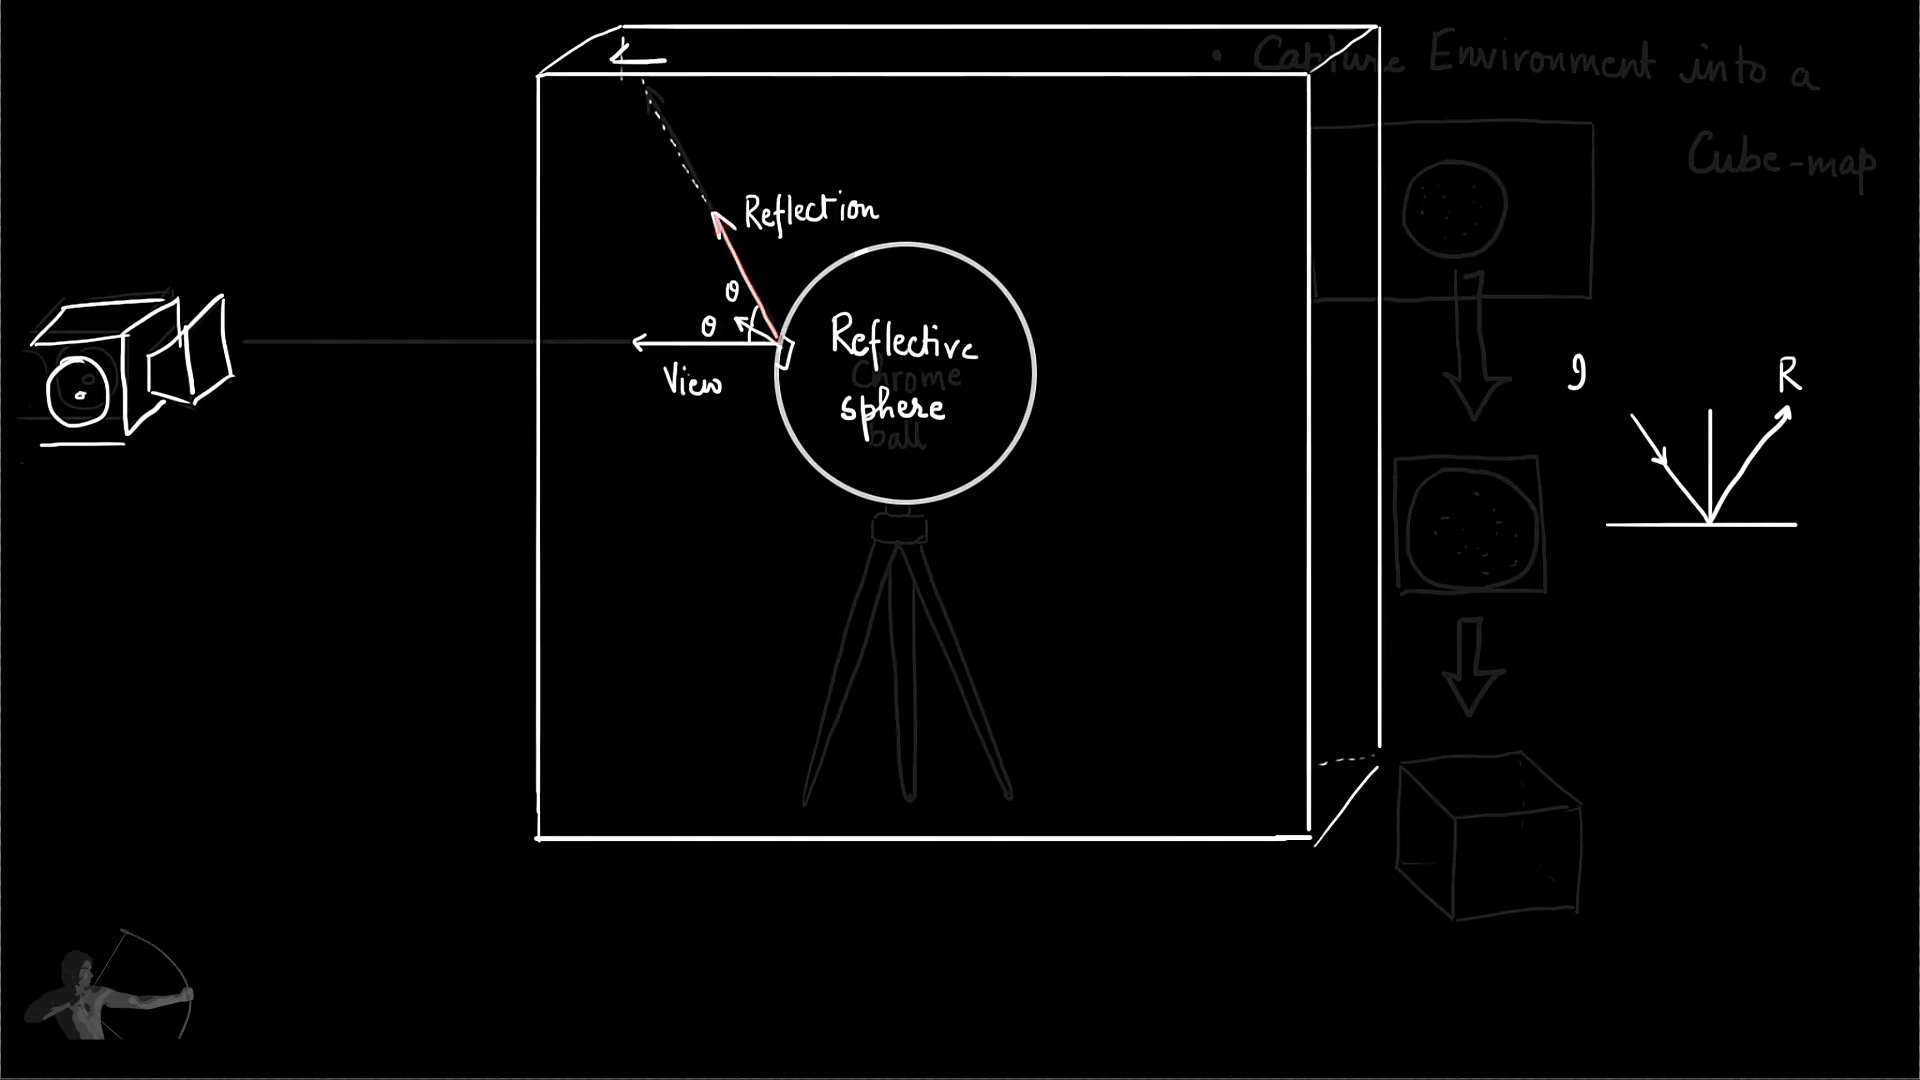 • Capture Environment into a
Cube-map
Reflection
θ
θ
View
Reflective
Chrome
sphere
ball
I
R